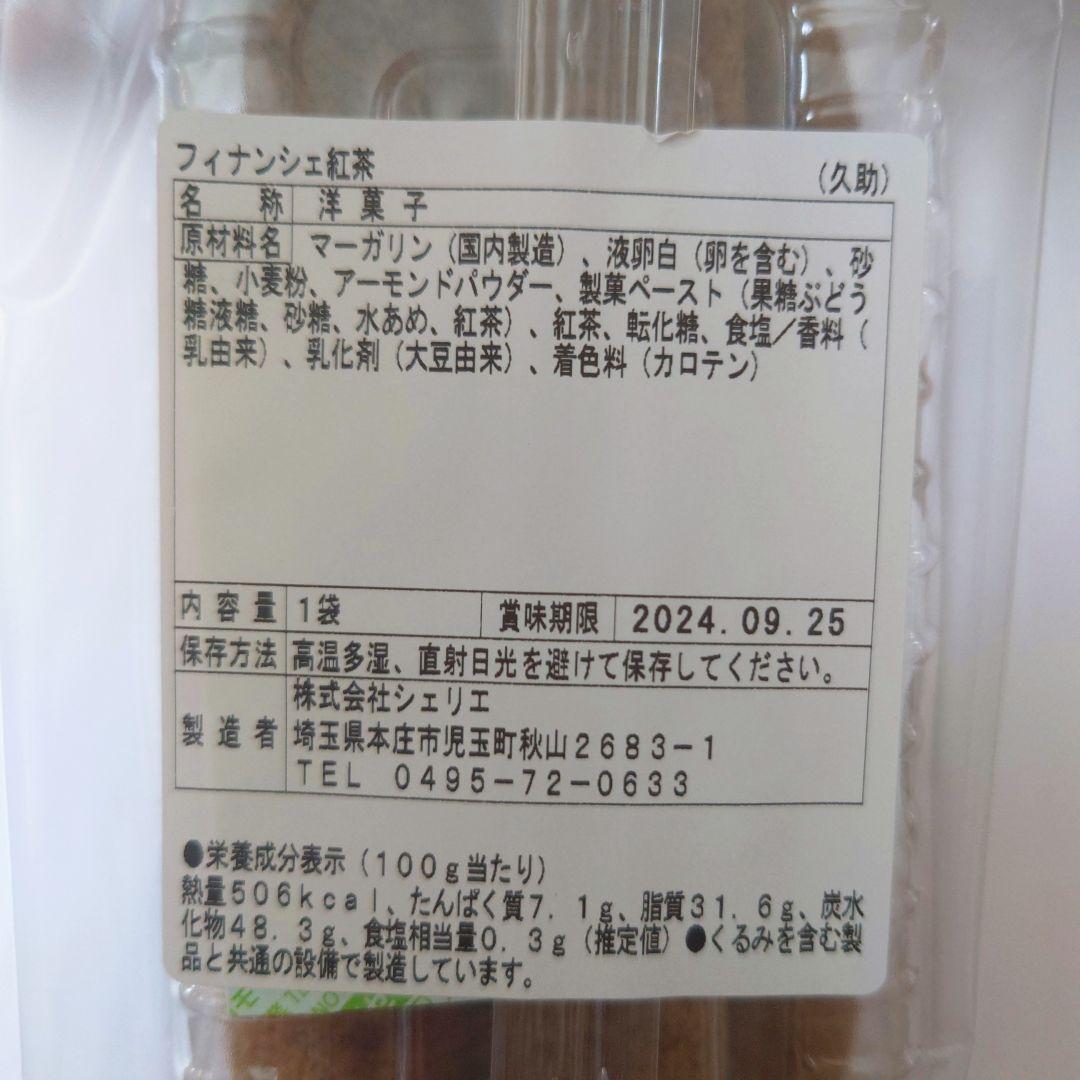 フィナンシェ紅茶
(久助)
名称 洋菓子
原材料名 マーガリン(国内製造)、液卵白(卵を含む)、砂
糖、小麦粉、アーモンドパウダー、製菓ペースト(果糖ぶどう
糖液糖、砂糖、水あめ、紅茶)、紅茶、転化糖、食塩/香料(
乳由来)、乳化剤(大豆由来)、着色料(カロテン)
内容量 1袋 賞味期限 2024.09.25
保存方法 高温多湿、直射日光を避けて保存してください。
製造者 株式会社シェリエ
埼玉県本庄市児玉町秋山2683-1
TEL 0495-72-0633
●栄養成分表示(100g当たり)
熱量506kcal、たんぱく質7.1g、脂質31.6g、炭水
化物48.3g、食塩相当量0.3g(推定値)●くるみを含む製
品と共通の設備で製造しています。